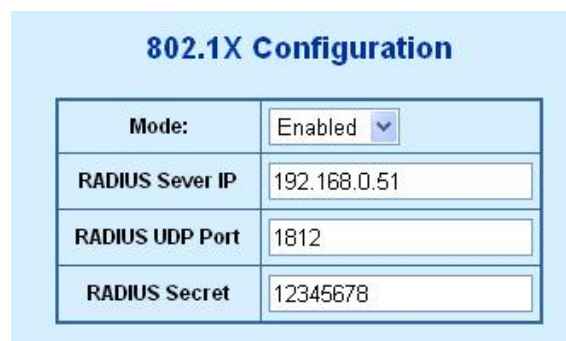 802.1X Configuration
Mode: Enabled
RADIUS Sever IP 192.168.0.51
RADIUS UDP Port 1812
RADIUS Secret 12345678